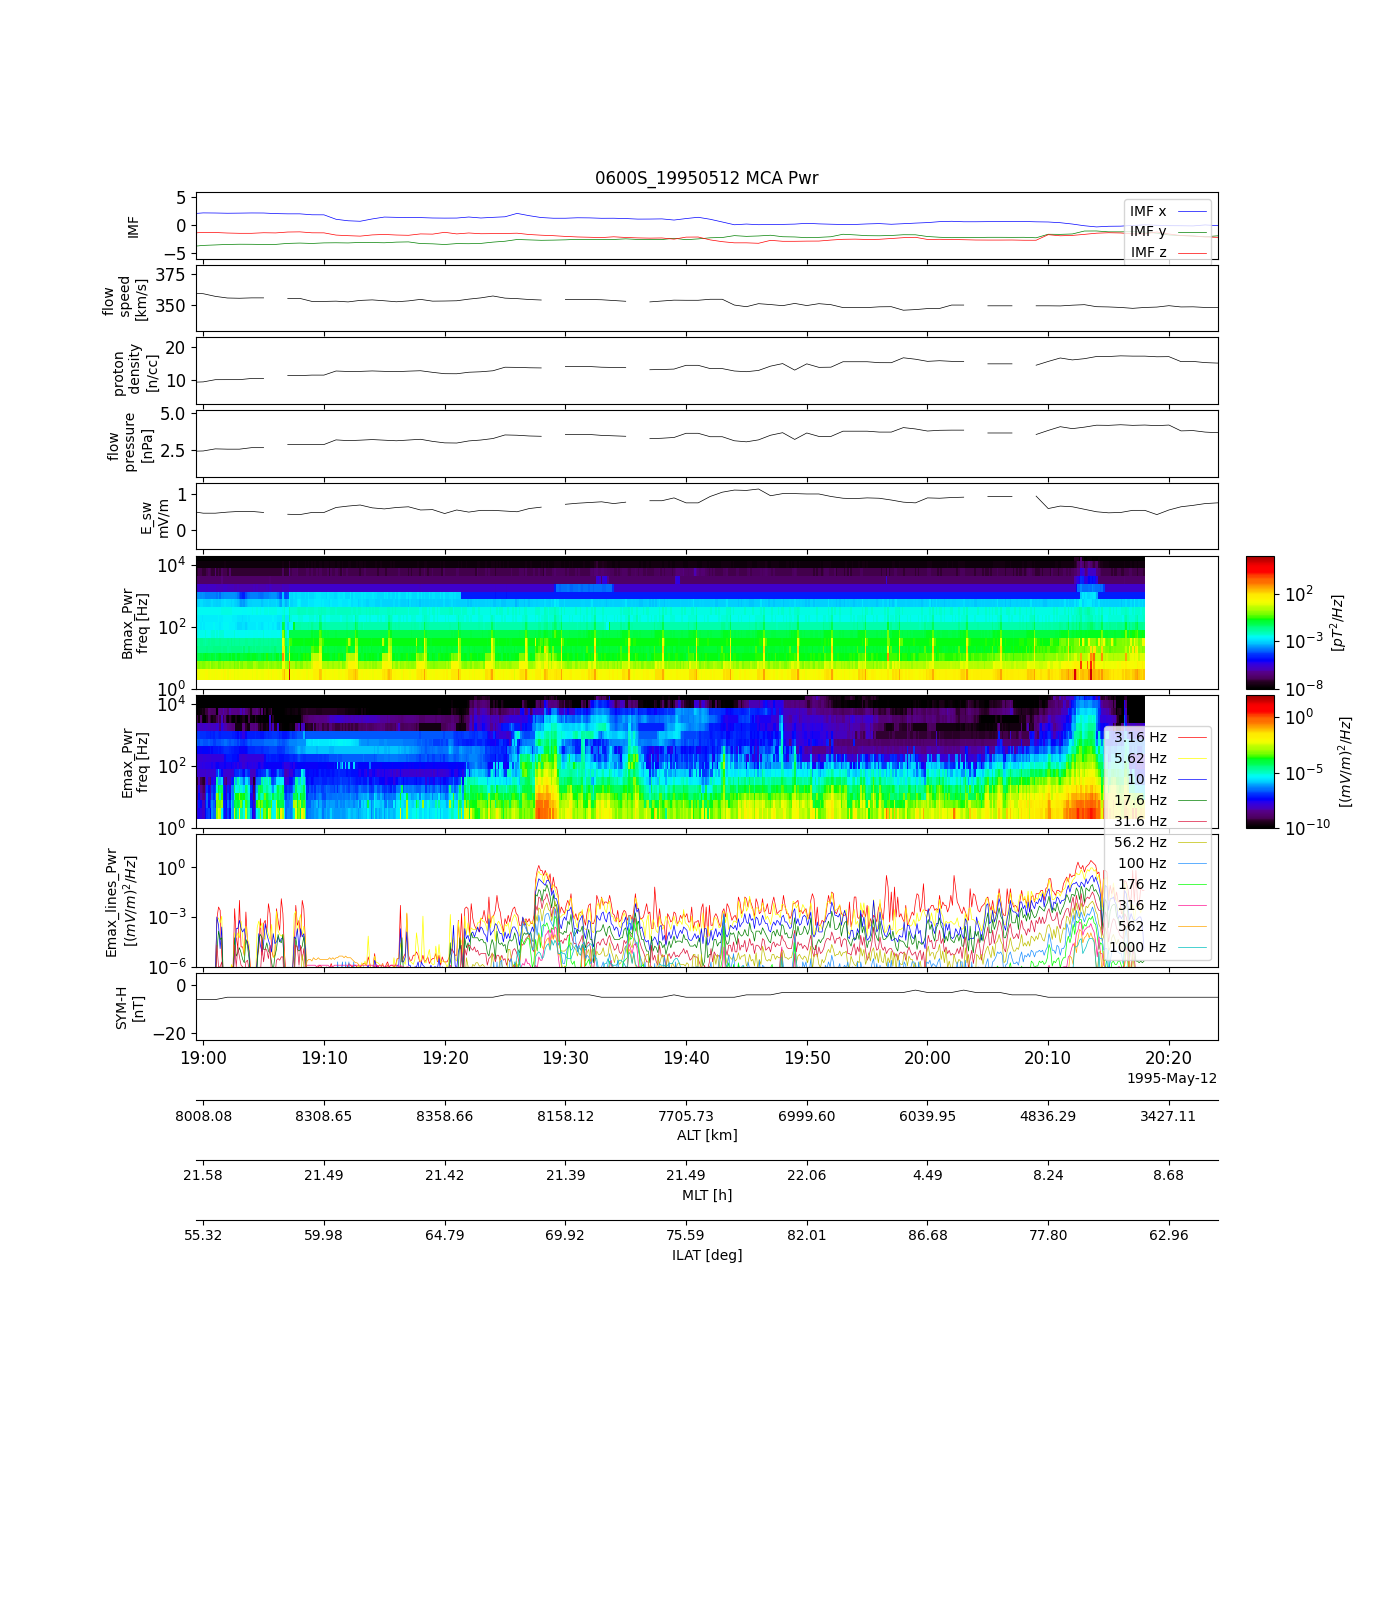 0600S_19950512 MCA Pwr
5
0
−5
IMF
IMF x
IMF y
IMF z
375
350
flow
speed
[km/s]
20
10
proton
density
[n/cc]
5.0
2.5
flow
pressure
[nPa]
1
0
E_sw
mV/m
10^4
10^2
10^0
Bmax_Pwr
freq [Hz]
10^2
10^−3
10^−8
[pT^2/Hz]
10^4
10^2
10^0
Emax_Pwr
freq [Hz]
10^0
10^−5
10^−10
[(mV/m)^2/Hz]
3.16 Hz
5.62 Hz
10 Hz
17.6 Hz
31.6 Hz
56.2 Hz
100 Hz
176 Hz
316 Hz
562 Hz
1000 Hz
10^0
10^−3
10^−6
Emax_lines_Pwr
[(mV/m)^2/Hz]
0
−20
SYM-H
[nT]
19:00 19:10 19:20 19:30 19:40 19:50 20:00 20:10 20:20
1995-May-12
8008.08 8308.65 8358.66 8158.12 7705.73 6999.60 6039.95 4836.29 3427.11
ALT [km]
21.58 21.49 21.42 21.39 21.49 22.06 4.49 8.24 8.68
MLT [h]
55.32 59.98 64.79 69.92 75.59 82.01 86.68 77.80 62.96
ILAT [deg]